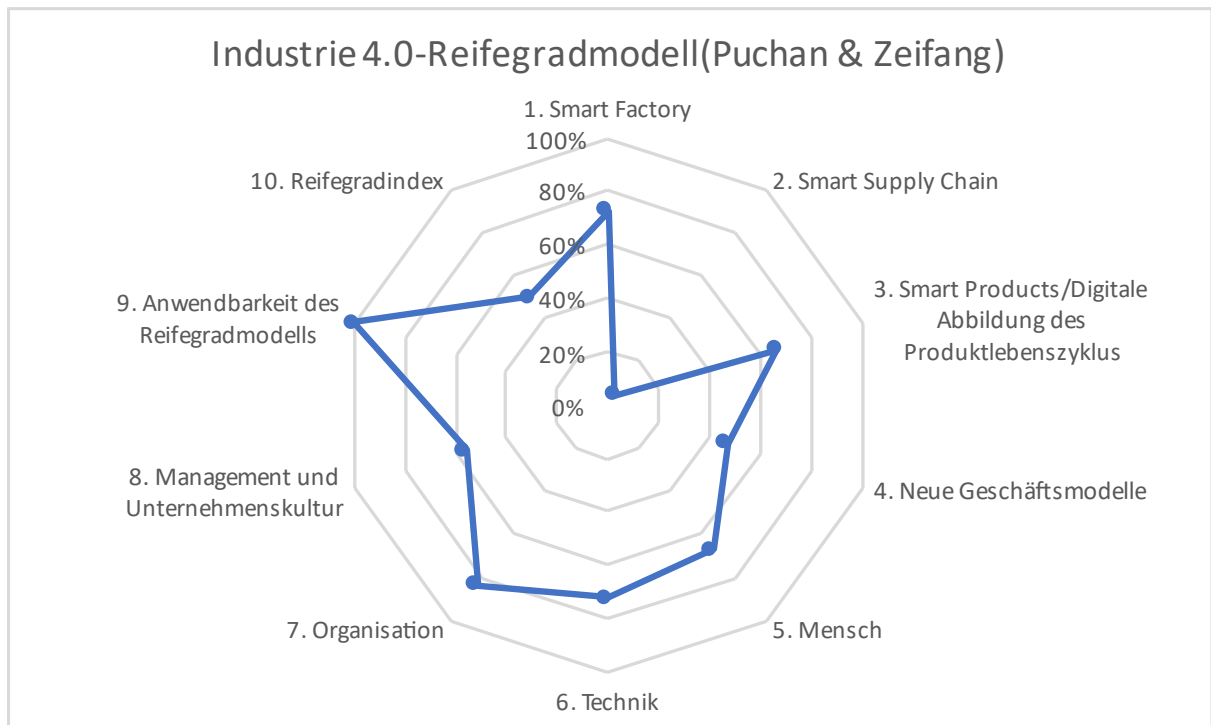 Industrie 4.0-Reifegradmodell(Puchan & Zeifang)
1. Smart Factory
100%
80%
60%
40%
20%
0%
2. Smart Supply Chain
3. Smart Products/Digitale
Abbildung des
Produktlebenszyklus
4. Neue Geschäftsmodelle
5. Mensch
6. Technik
7. Organisation
8. Management und
Unternehmenskultur
9. Anwendbarkeit des
Reifegradmodells
10. Reifegradindex